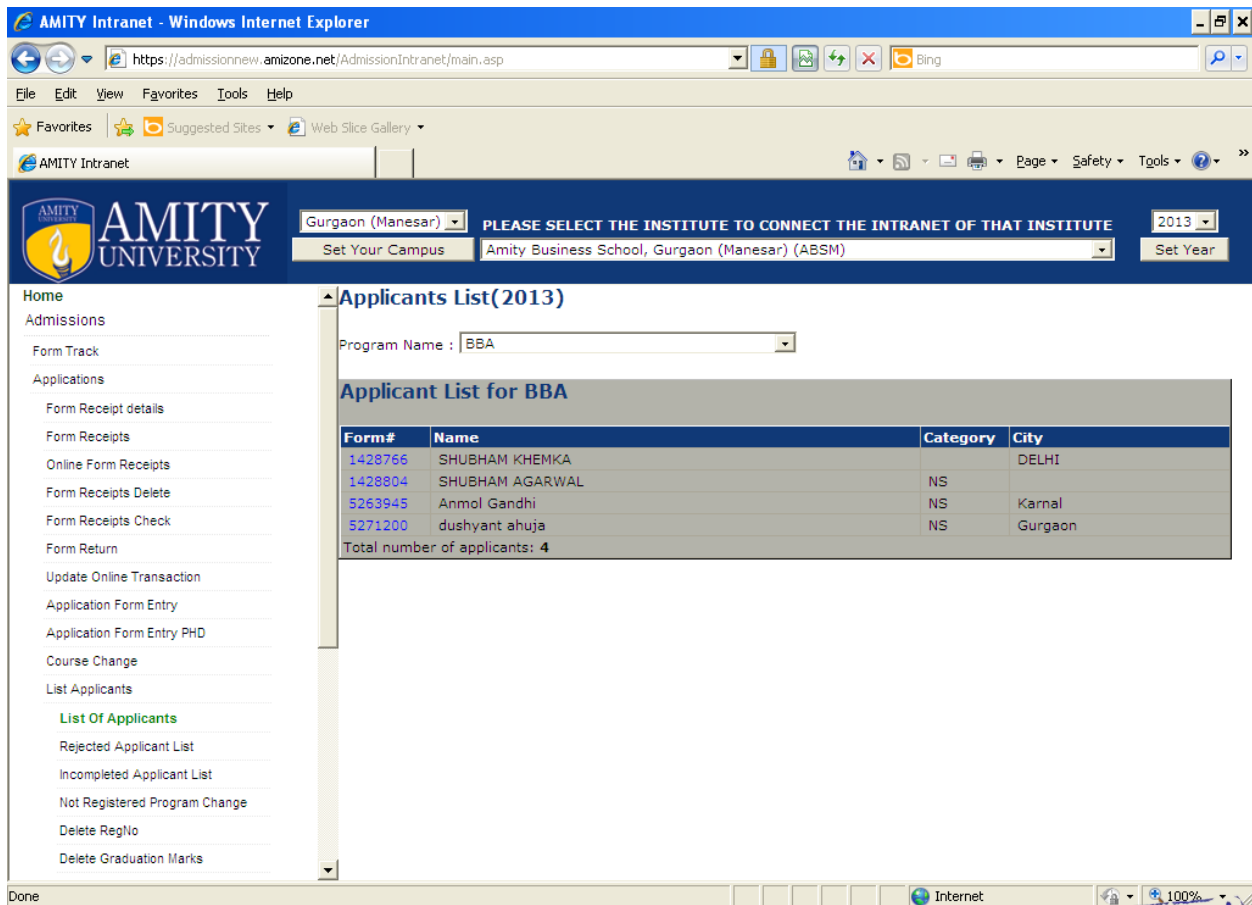 AMITY Intranet - Windows Internet Explorer
https://admissionnew.amizone.net/AdmissionIntranet/main.asp Bing
File Edit View Favorites Tools Help
Favorites Suggested Sites Web Slice Gallery
AMITY Intranet Page Safety Tools
AMITY UNIVERSITY
AMITY
UNIVERSITY
Gurgaon (Manesar) PLEASE SELECT THE INSTITUTE TO CONNECT THE INTRANET OF THAT INSTITUTE 2013
Set Your Campus Amity Business School, Gurgaon (Manesar) (ABSM) Set Year
Home
Admissions
Form Track
Applications
Form Receipt details
Form Receipts
Online Form Receipts
Form Receipts Delete
Form Receipts Check
Form Return
Update Online Transaction
Application Form Entry
Application Form Entry PHD
Course Change
List Applicants
List Of Applicants
Rejected Applicant List
Incompleted Applicant List
Not Registered Program Change
Delete RegNo
Delete Graduation Marks
Applicants List(2013)
Program Name : BBA
Applicant List for BBA
Form# Name Category City
1428766 SHUBHAM KHEMKA DELHI
1428804 SHUBHAM AGARWAL NS
5263945 Anmol Gandhi NS Karnal
5271200 dushyant ahuja NS Gurgaon
Total number of applicants: 4
Done Internet 100%